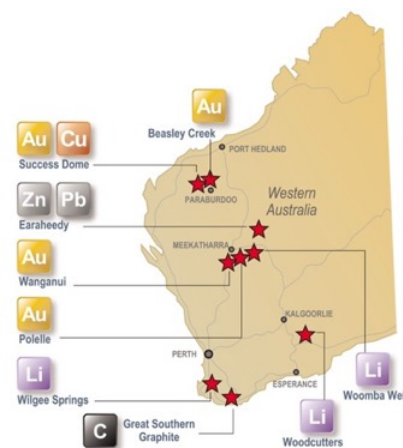 Au
Beasley Creek
Au Cu
Success Dome
PORT HEDLAND
PARABURDOO
Western
Australia
Zn Pb
Earaheedy
MEEKATHARRA
Au
Wanganui
Au
Polelle
KALGOORLIE
PERTH
ESPERANCE
Li
Wilgee Springs
Li
Woomba Wel
C
Great Southern
Graphite
Li
Woodcutters